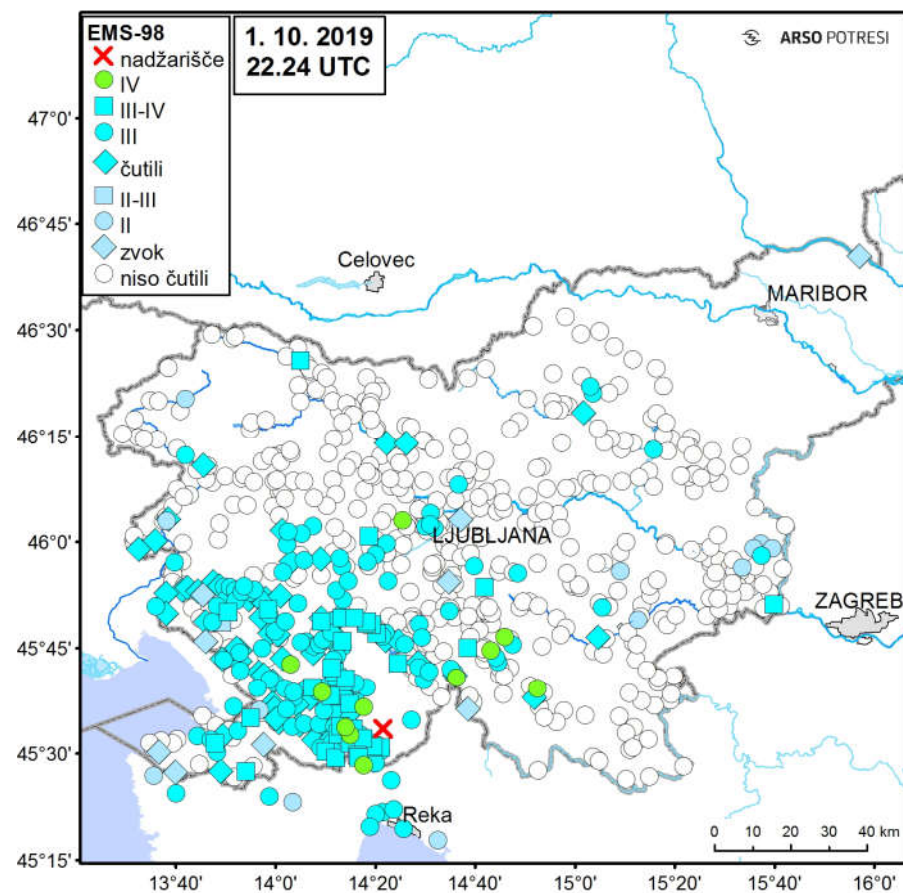 EMS-98
nadžarišče
IV
III-IV
III
čutili
II-III
II
zvok
niso čutili
1. 10. 2019
22.24 UTC
ARSO POTRESI
47°0'
46°45'
46°30'
46°15'
46°0'
45°45'
45°30'
45°15'
Celovec
MARIBOR
LJUBLJANA
ZAGREB
Reka
0 10 20 40 km
13°40' 14°0' 14°20' 14°40' 15°0' 15°20' 15°40' 16°0'